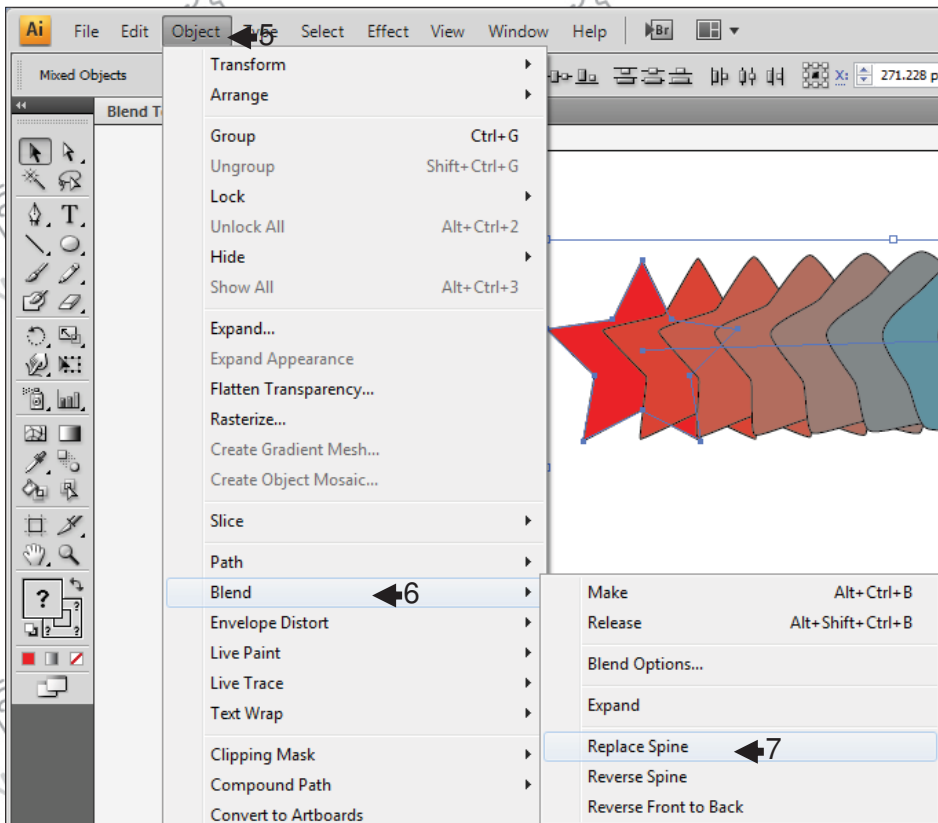 Ai File Edit Object Type Select Effect View Window Help Br
5
Mixed Objects X: 271.228 p
Blend T
Transform
Arrange
Group Ctrl+G
Ungroup Shift+Ctrl+G
Lock
Unlock All Alt+Ctrl+2
Hide
Show All Alt+Ctrl+3
Expand...
Expand Appearance
Flatten Transparency...
Rasterize...
Create Gradient Mesh...
Create Object Mosaic...
Slice
Path
Blend 6
Envelope Distort
Live Paint
Live Trace
Text Wrap
Clipping Mask
Compound Path
Convert to Artboards
Make Alt+Ctrl+B
Release Alt+Shift+Ctrl+B
Blend Options...
Expand
Replace Spine 7
Reverse Spine
Reverse Front to Back
T
? ? ?